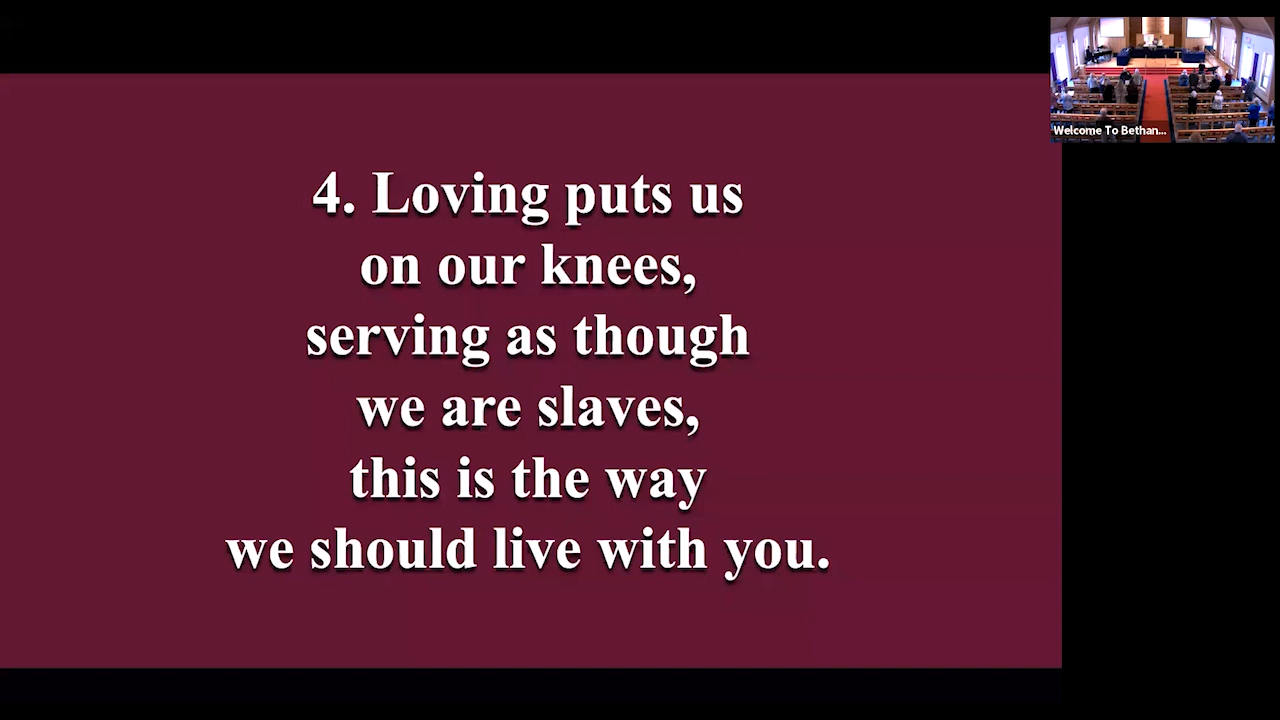 4. Loving puts us
on our knees,
serving as though
we are slaves,
this is the way
we should live with you.
Welcome To Bethan...